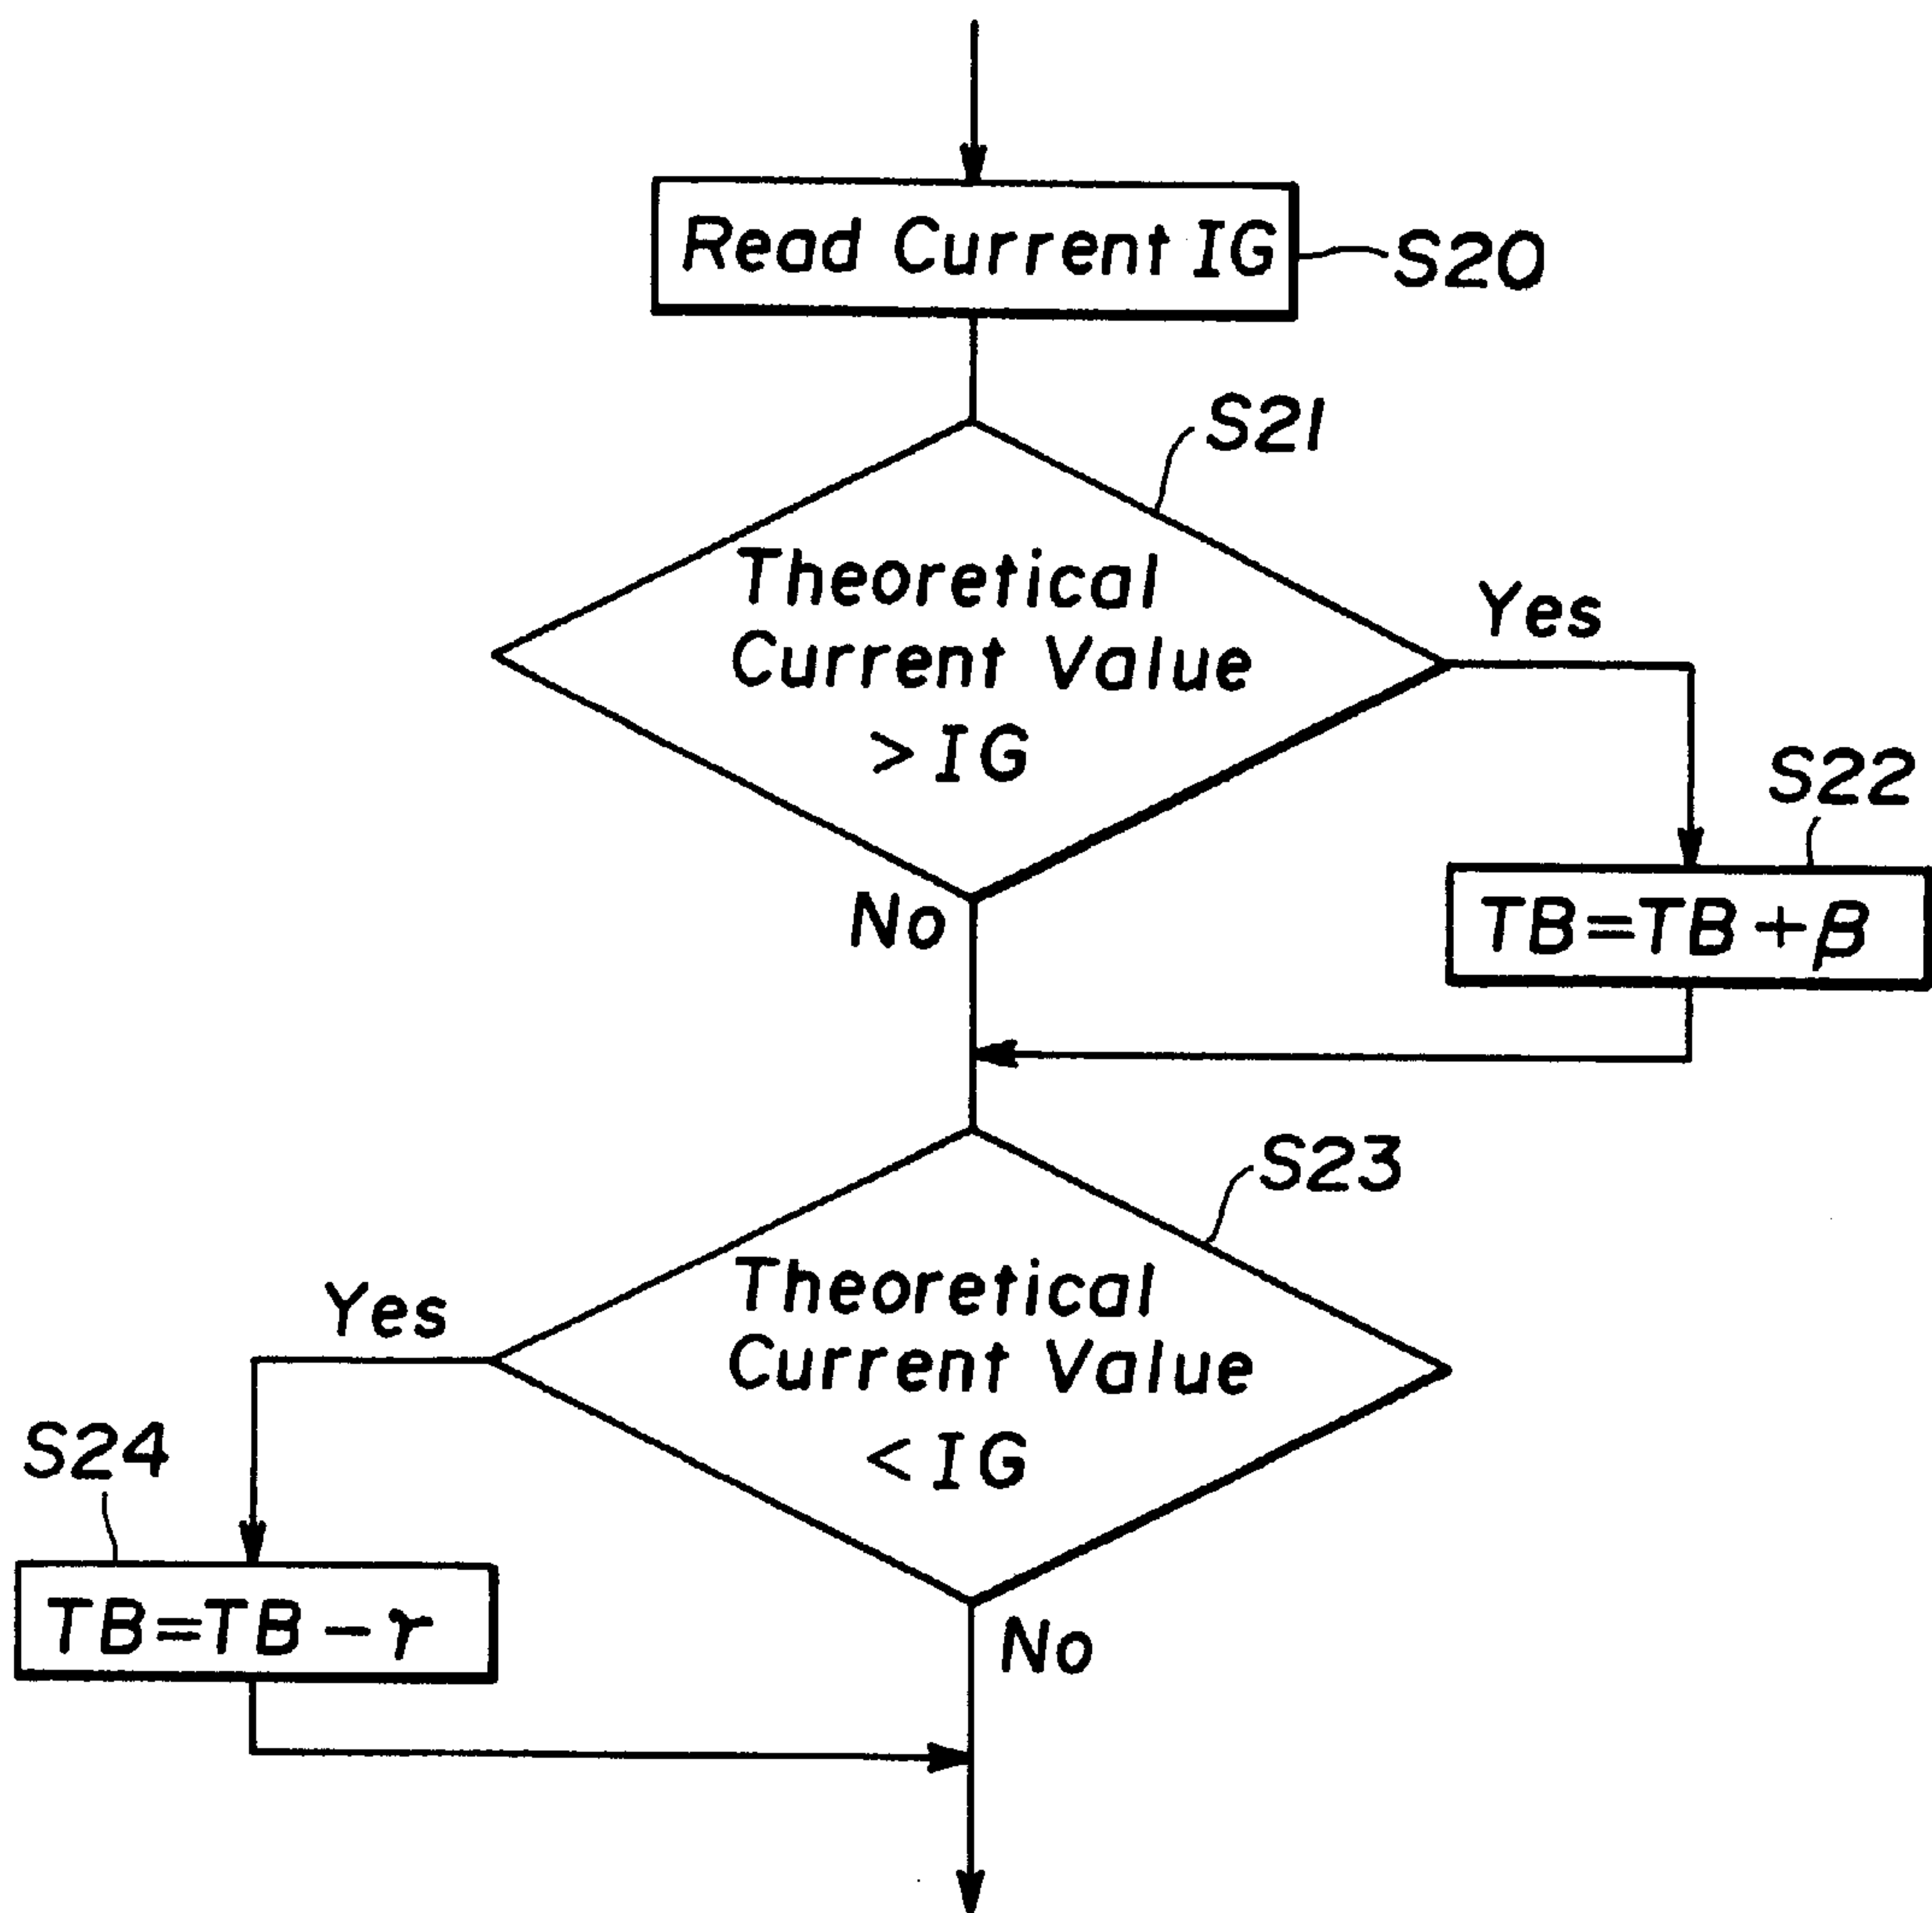 Read Current IG
S20
S21
Theoretical
Current Value
> IG
Yes
No
S22
TB=TB+β
S23
Theoretical
Current Value
< IG
Yes
No
S24
TB=TB-γ